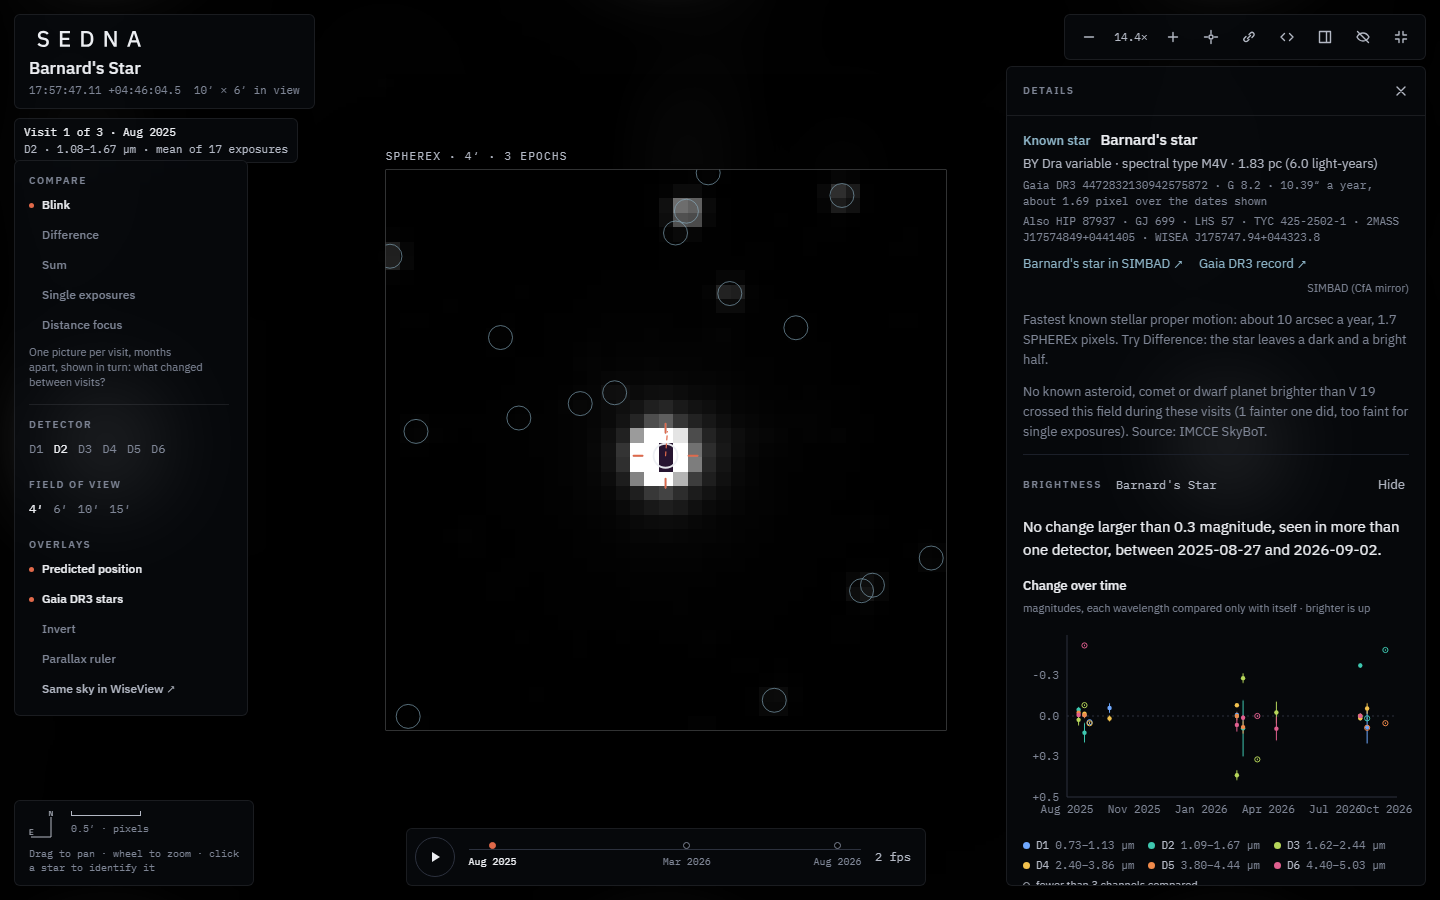 SEDNA
Barnard's Star
17:57:47.11 +04:46:04.5 10′ × 6′ in view
Visit 1 of 3 · Aug 2025
D2 · 1.08–1.67 µm · mean of 17 exposures
COMPARE
Blink
Difference
Sum
Single exposures
Distance focus
One picture per visit, months
apart, shown in turn: what changed
between visits?
DETECTOR
D1 D2 D3 D4 D5 D6
FIELD OF VIEW
4′ 6′ 10′ 15′
OVERLAYS
Predicted position
Gaia DR3 stars
Invert
Parallax ruler
Same sky in WiseView ↗
N
E
0.5′ · pixels
Drag to pan · wheel to zoom · click
a star to identify it
SPHEREX · 4′ · 3 EPOCHS
Aug 2025 Mar 2026 Aug 2026
2 fps
14.4×
DETAILS
Known star Barnard's star
BY Dra variable · spectral type M4V · 1.83 pc (6.0 light-years)
Gaia DR3 4472832130942575872 · G 8.2 · 10.39″ a year,
about 1.69 pixel over the dates shown
Also HIP 87937 · GJ 699 · LHS 57 · TYC 425-2502-1 · 2MASS
J17574849+0441405 · WISEA J175747.94+044323.8
Barnard's star in SIMBAD ↗ Gaia DR3 record ↗
SIMBAD (CfA mirror)
Fastest known stellar proper motion: about 10 arcsec a year, 1.7
SPHEREx pixels. Try Difference: the star leaves a dark and a bright
half.
No known asteroid, comet or dwarf planet brighter than V 19
crossed this field during these visits (1 fainter one did, too faint for
single exposures). Source: IMCCE SkyBoT.
BRIGHTNESS Barnard's Star Hide
No change larger than 0.3 magnitude, seen in more than
one detector, between 2025-08-27 and 2026-09-02.
Change over time
magnitudes, each wavelength compared only with itself · brighter is up
-0.3
0.0
+0.3
+0.5
Aug 2025 Nov 2025 Jan 2026 Apr 2026 Jul 2026 Oct 2026
D1 0.73–1.13 µm D2 1.09–1.67 µm D3 1.62–2.44 µm
D4 2.40–3.86 µm D5 3.80–4.44 µm D6 4.40–5.03 µm
fewer than 3 channels compared